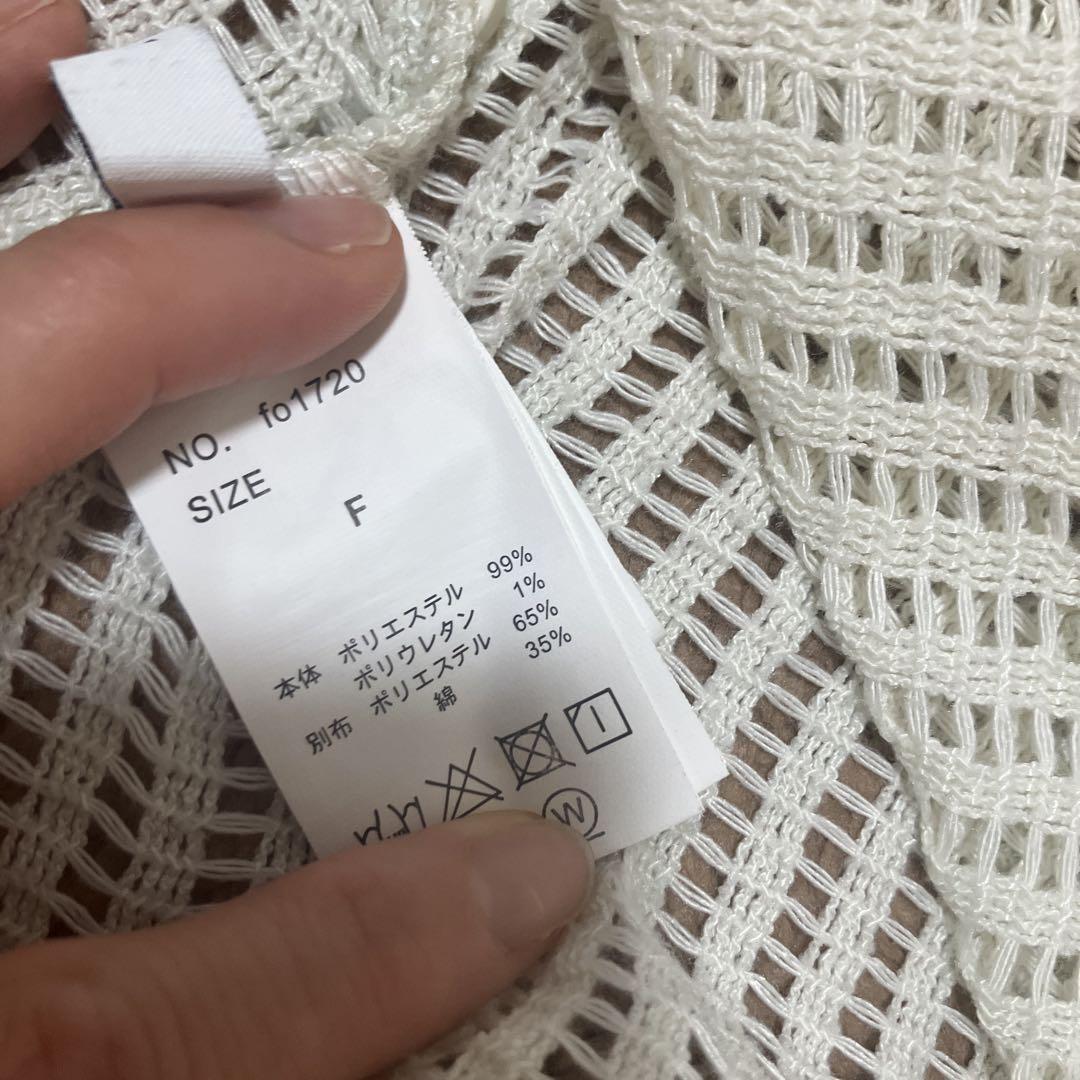 NO. fo1720
SIZE
F
本体 ポリエステル 99%
ポリウレタン 1%
別布 ポリエステル 65%
綿 35%
W